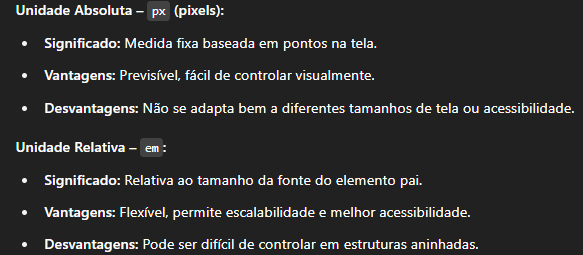 Unidade Absoluta – px (pixels):
• Significado: Medida fixa baseada em pontos na tela.
• Vantagens: Previsível, fácil de controlar visualmente.
• Desvantagens: Não se adapta bem a diferentes tamanhos de tela ou acessibilidade.
Unidade Relativa – em:
• Significado: Relativa ao tamanho da fonte do elemento pai.
• Vantagens: Flexível, permite escalabilidade e melhor acessibilidade.
• Desvantagens: Pode ser difícil de controlar em estruturas aninhadas.